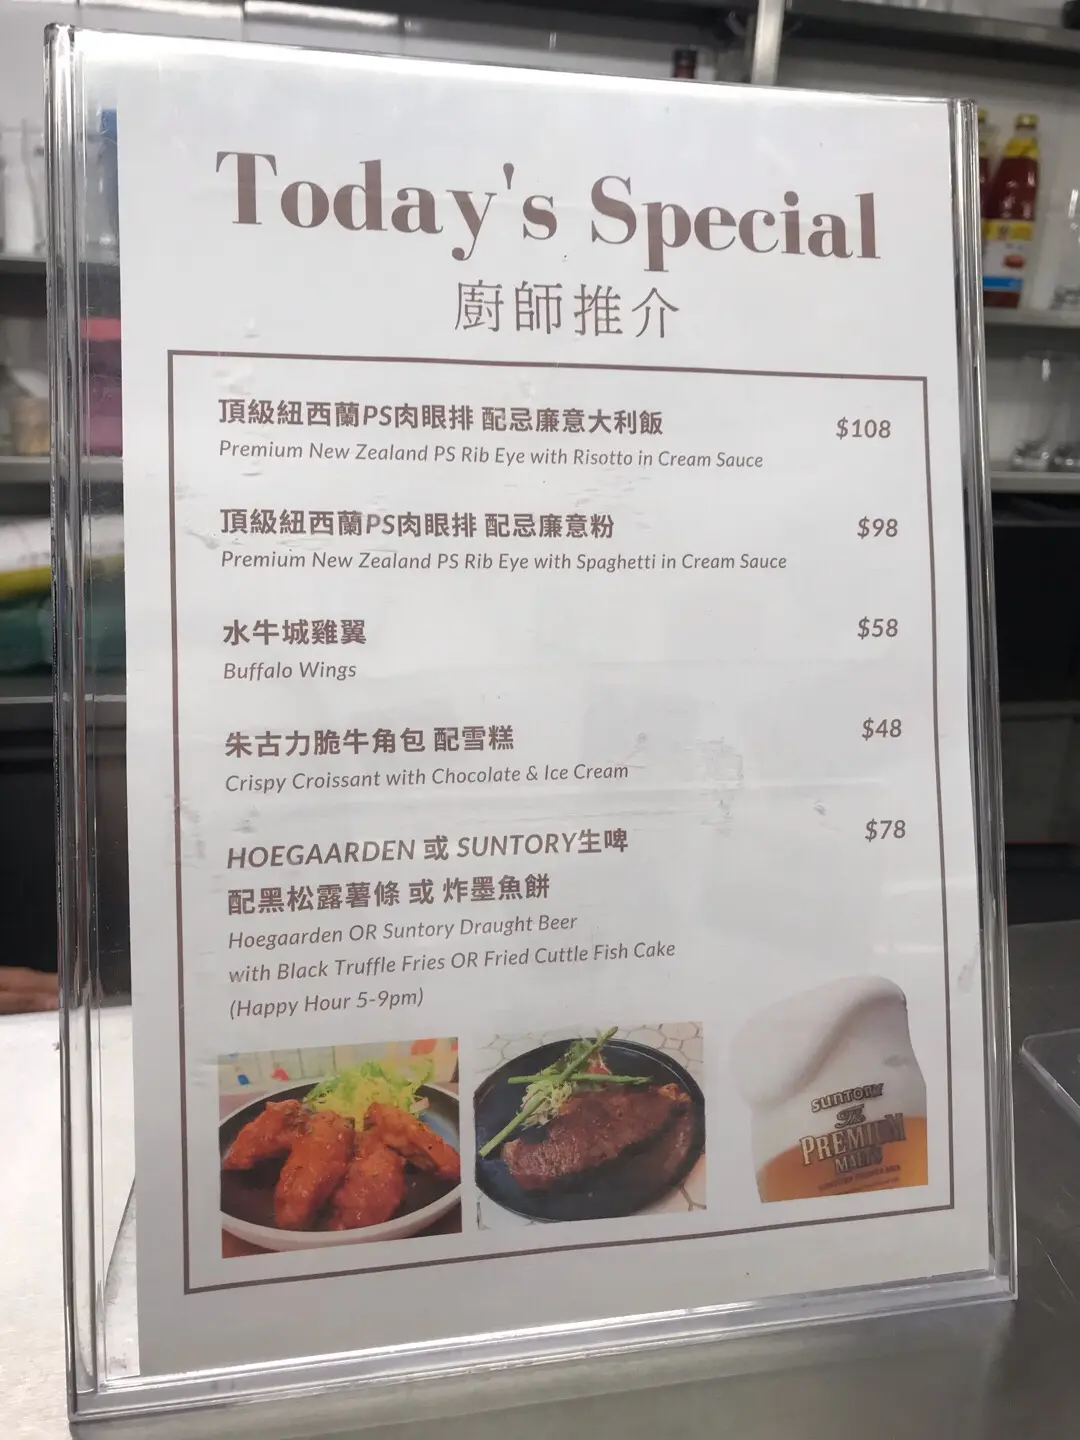 Today's Special
廚師推介
頂級紐西蘭PS肉眼排 配忌廉意大利飯 $108
Premium New Zealand PS Rib Eye with Risotto in Cream Sauce
頂級紐西蘭PS肉眼排 配忌廉意粉 $98
Premium New Zealand PS Rib Eye with Spaghetti in Cream Sauce
水牛城雞翼 $58
Buffalo Wings
朱古力脆牛角包 配雪糕 $48
Crispy Croissant with Chocolate & Ice Cream
HOEGAARDEN 或 SUNTORY生啤 $78
配黑松露薯條 或 炸墨魚餅
Hoegaarden OR Suntory Draught Beer
with Black Truffle Fries OR Fried Cuttle Fish Cake
(Happy Hour 5-9pm)
SUNTORY
The
PREMIUM
MALT'S